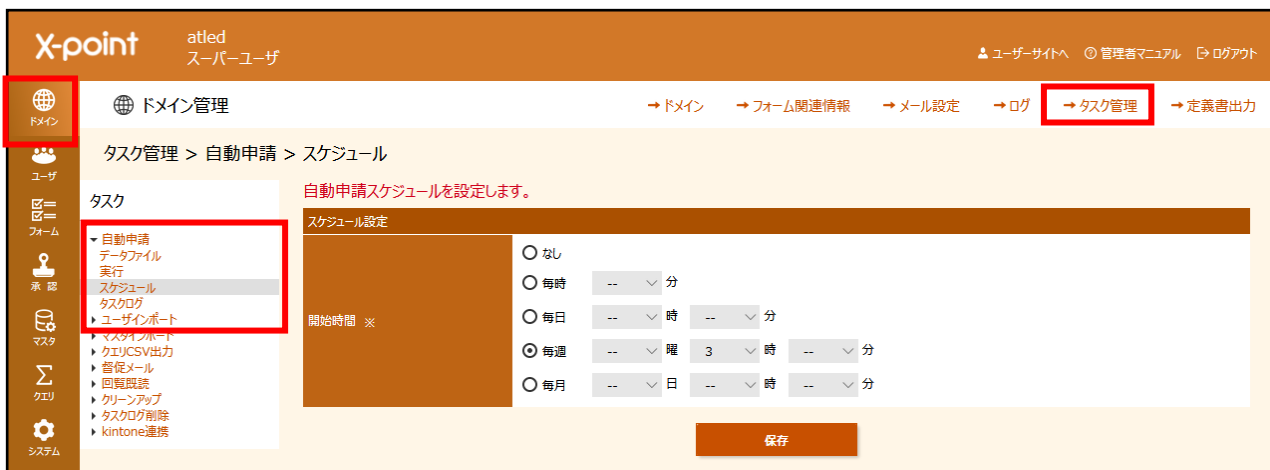 X-point
atled
スーパーユーザ
ユーザーサイトへ ? 管理者マニュアル ログアウト
ドメイン
ユーザ
フォーム
承 認
マスタ
クエリ
システム
ドメイン管理
→ ドメイン → フォーム関連情報 → メール設定 → ログ → タスク管理 → 定義書出力
タスク管理 > 自動申請 > スケジュール
タスク
自動申請
データファイル
実行
スケジュール
タスクログ
ユーザインポート
マスタインポート
クエリCSV出力
督促メール
回覧既読
クリーンアップ
タスクログ削除
kintone連携
自動申請スケジュールを設定します。
スケジュール設定
開始時間 ※
なし
毎時 -- 分
毎日 -- 時 -- 分
毎週 -- 曜 3 時 -- 分
毎月 -- 日 -- 時 -- 分
保存